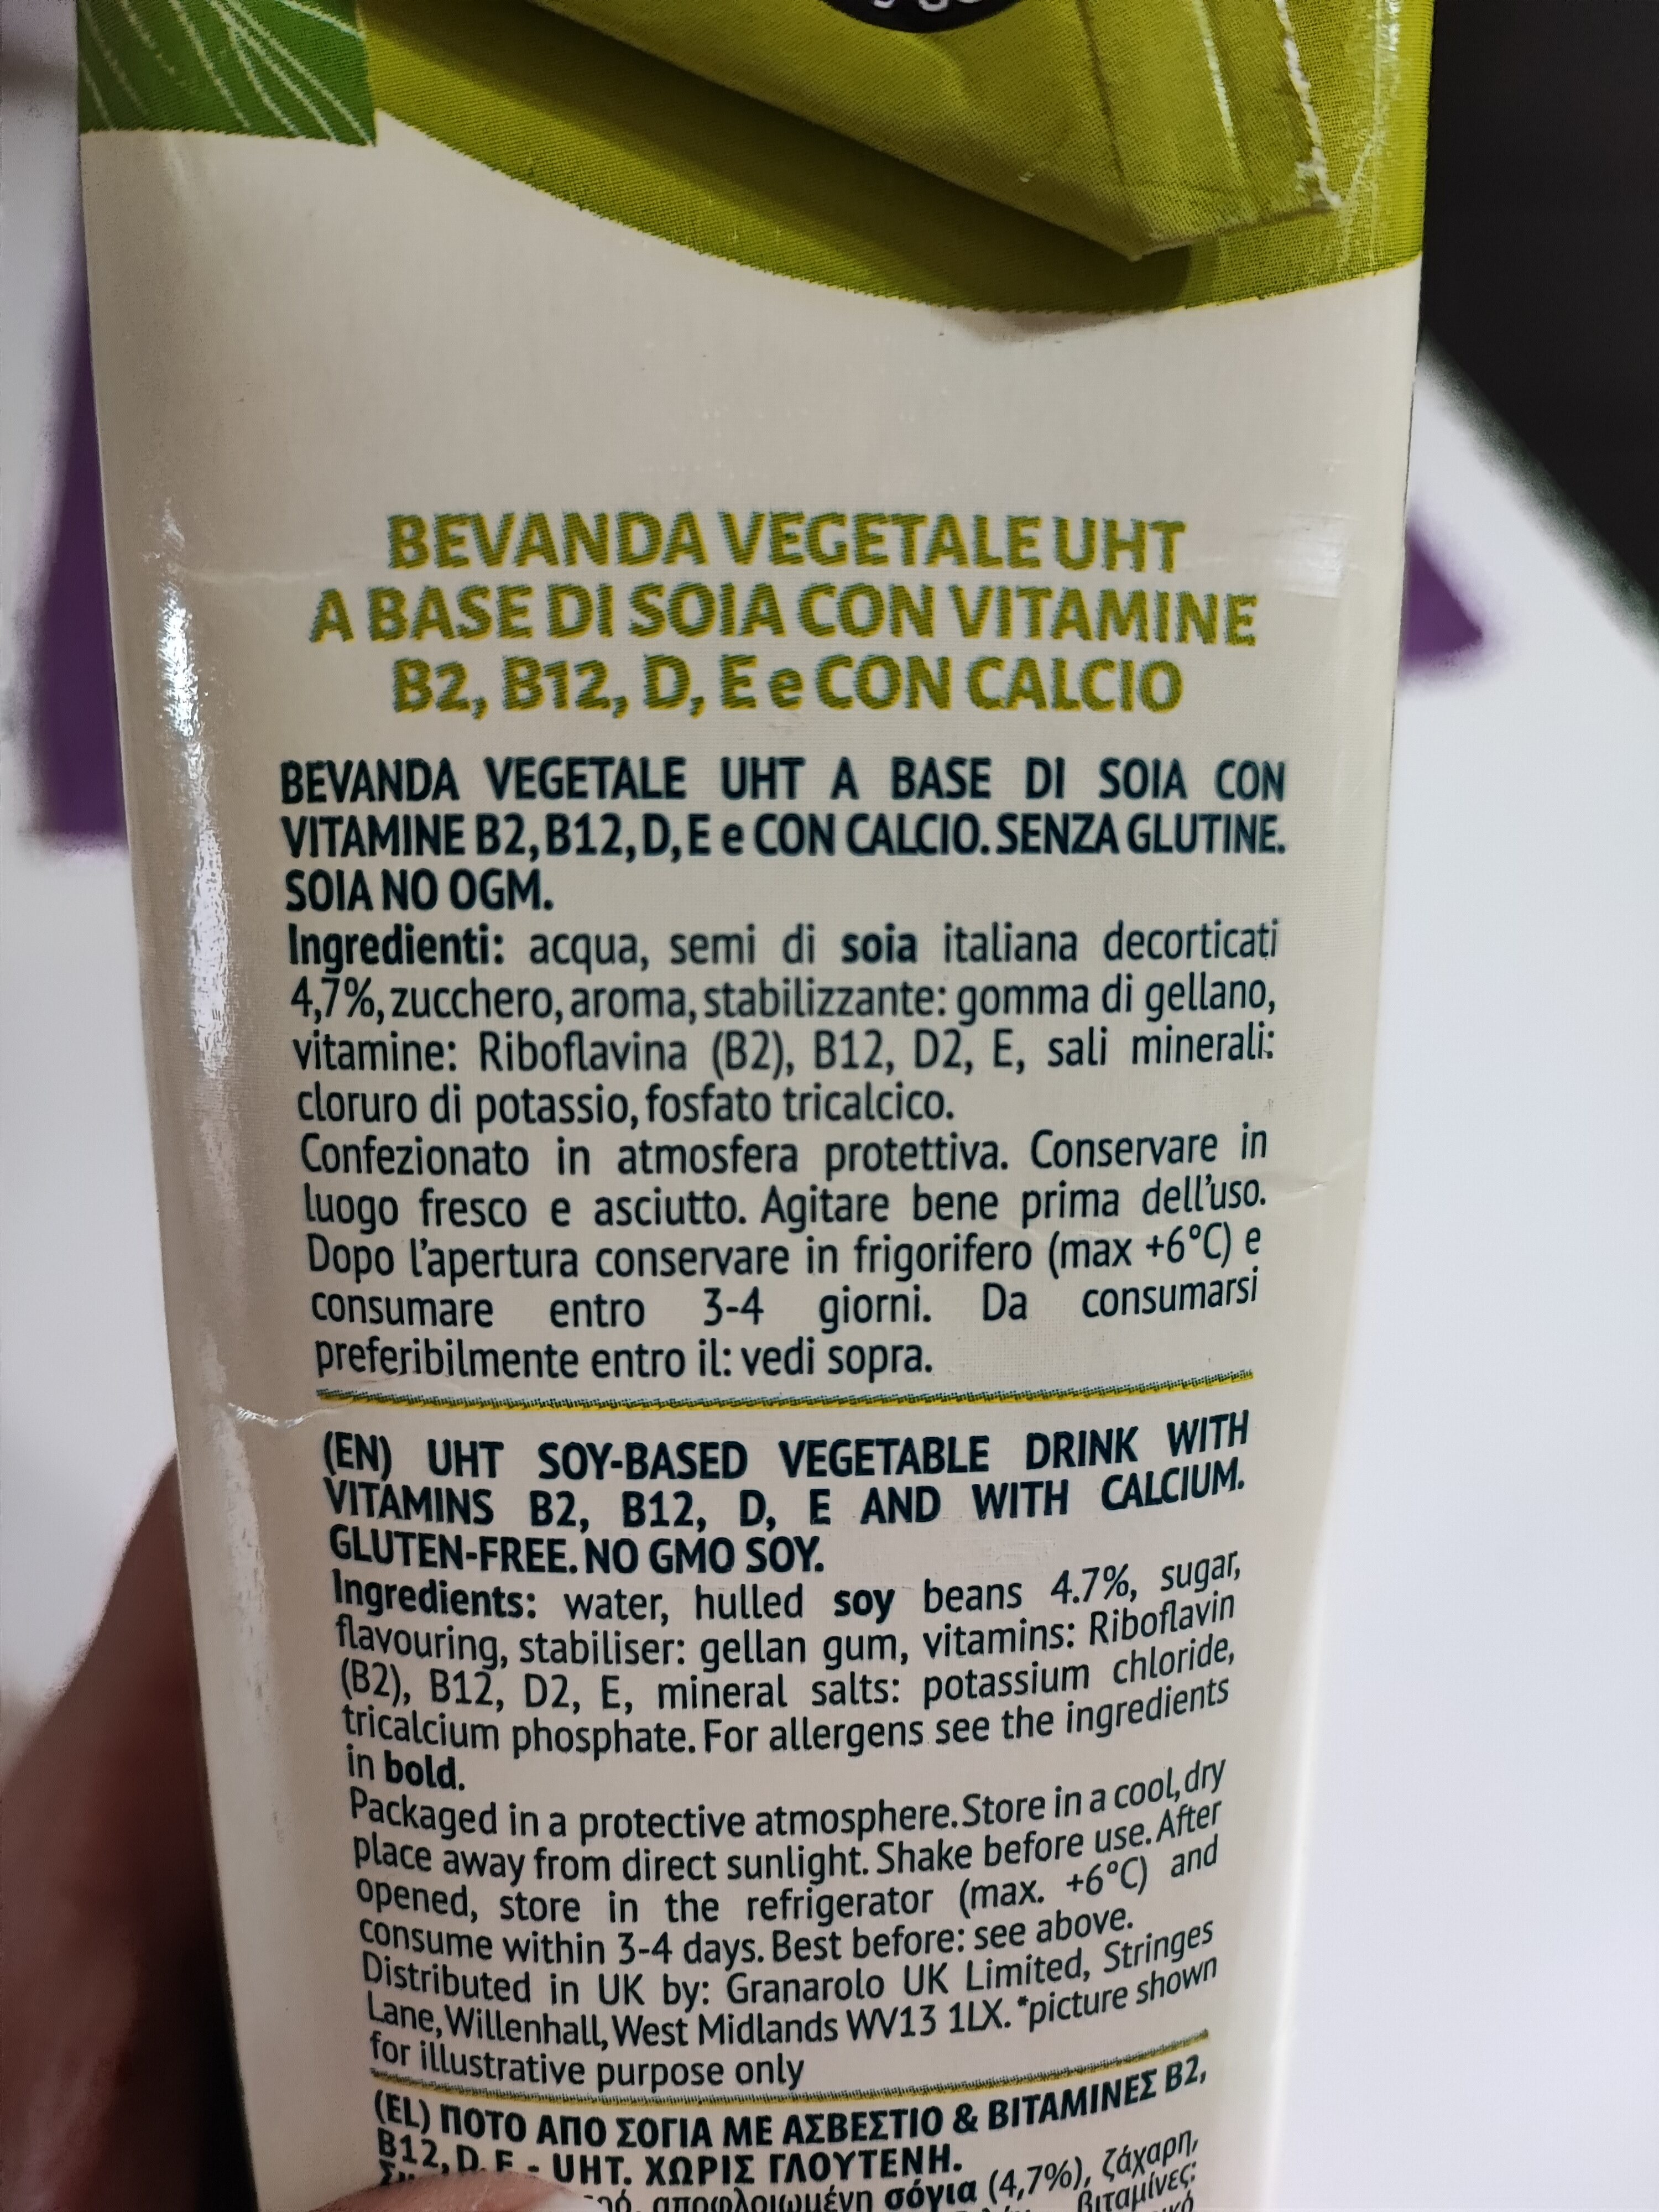 BEVANDA VEGETALE UHT
A BASE DI SOIA CON VITAMINE
B2, B12, D, E e CON CALCIO
BEVANDA VEGETALE UHT A BASE DI SOIA CON
VITAMINE B2, B12, D, E e CON CALCIO. SENZA GLUTINE.
SOIA NO OGM.
Ingredienti: acqua, semi di soia italiana decorticati
4,7%, zucchero, aroma, stabilizzante: gomma di gellano,
vitamine: Riboflavina (B2), B12, D2, E, sali minerali:
cloruro di potassio, fosfato tricalcico.
Confezionato in atmosfera protettiva. Conservare in
luogo fresco e asciutto. Agitare bene prima dell'uso.
Dopo l'apertura conservare in frigorifero (max +6°C) e
consumare entro 3-4 giorni. Da consumarsi
preferibilmente entro il: vedi sopra.
(EN) UHT SOY-BASED VEGETABLE DRINK WITH
VITAMINS B2, B12, D, E AND WITH CALCIUM.
GLUTEN-FREE. NO GMO SOY.
Ingredients: water, hulled soy beans 4.7%, sugar,
flavouring, stabiliser: gellan gum, vitamins: Riboflavin
(B2), B12, D2, E, mineral salts: potassium chloride,
tricalcium phosphate. For allergens see the ingredients
in bold.
Packaged in a protective atmosphere. Store in a cool, dry
place away from direct sunlight. Shake before use. After
opened, store in the refrigerator (max. +6°C) and
consume within 3-4 days. Best before: see above.
Distributed in UK by: Granarolo UK Limited, Stringes
Lane, Willenhall, West Midlands WV13 1LX. *picture shown
for illustrative purpose only
(EL) ΠΟΤΟ ΑΠΟ ΣΟΓΙΑ ΜΕ ΑΣΒΕΣΤΙΟ & ΒΙΤΑΜΙΝΕΣ B2,
B12, D, E - UHT. ΧΩΡΙΣ ΓΛΟΥΤΕΝΗ.
αποφλοιωμένη σόγια (4,7%), ζάχαρη,
βιταμίνες: